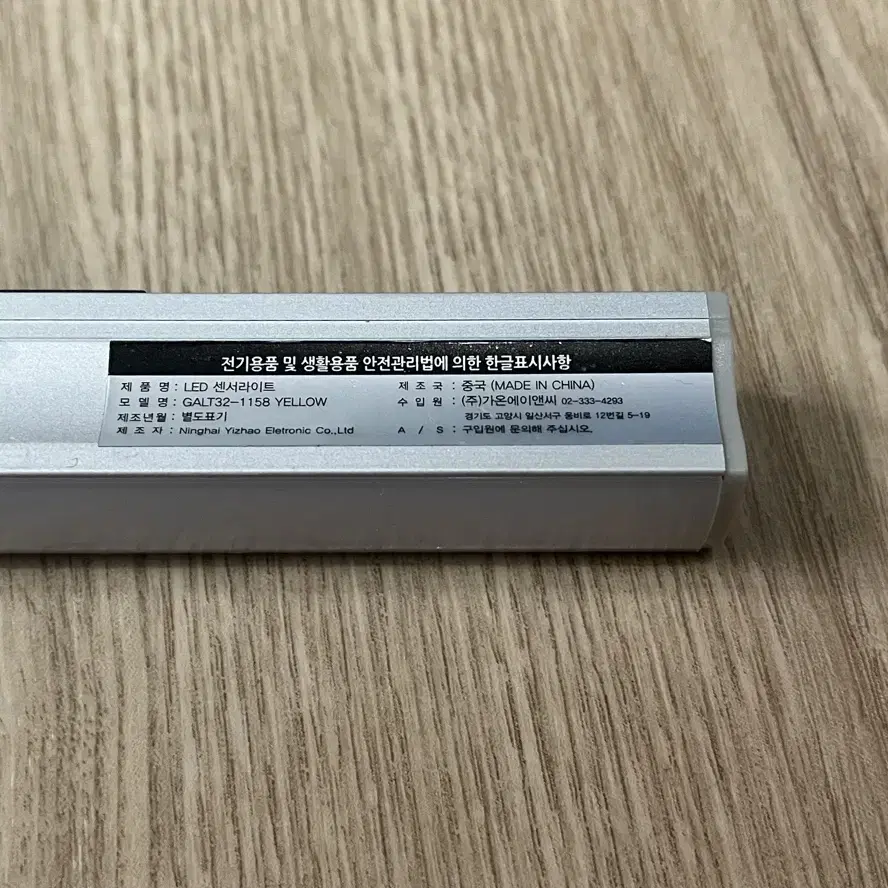 전기용품 및 생활용품 안전관리법에 의한 한글표시사항
제 품 명 : LED 센서라이트
모 델 명 : GALT32-1158 YELLOW
제조년월 : 별도표기
제 조 자 : Ninghai Yizhao Eletronic Co.,Ltd
제 조 국 : 중국 (MADE IN CHINA)
수 입 원 : (주)가온에이앤씨 02-333-4293
경기도 고양시 일산서구 동비로 12번길 5-19
A / S : 구입원에 문의해 주십시오.